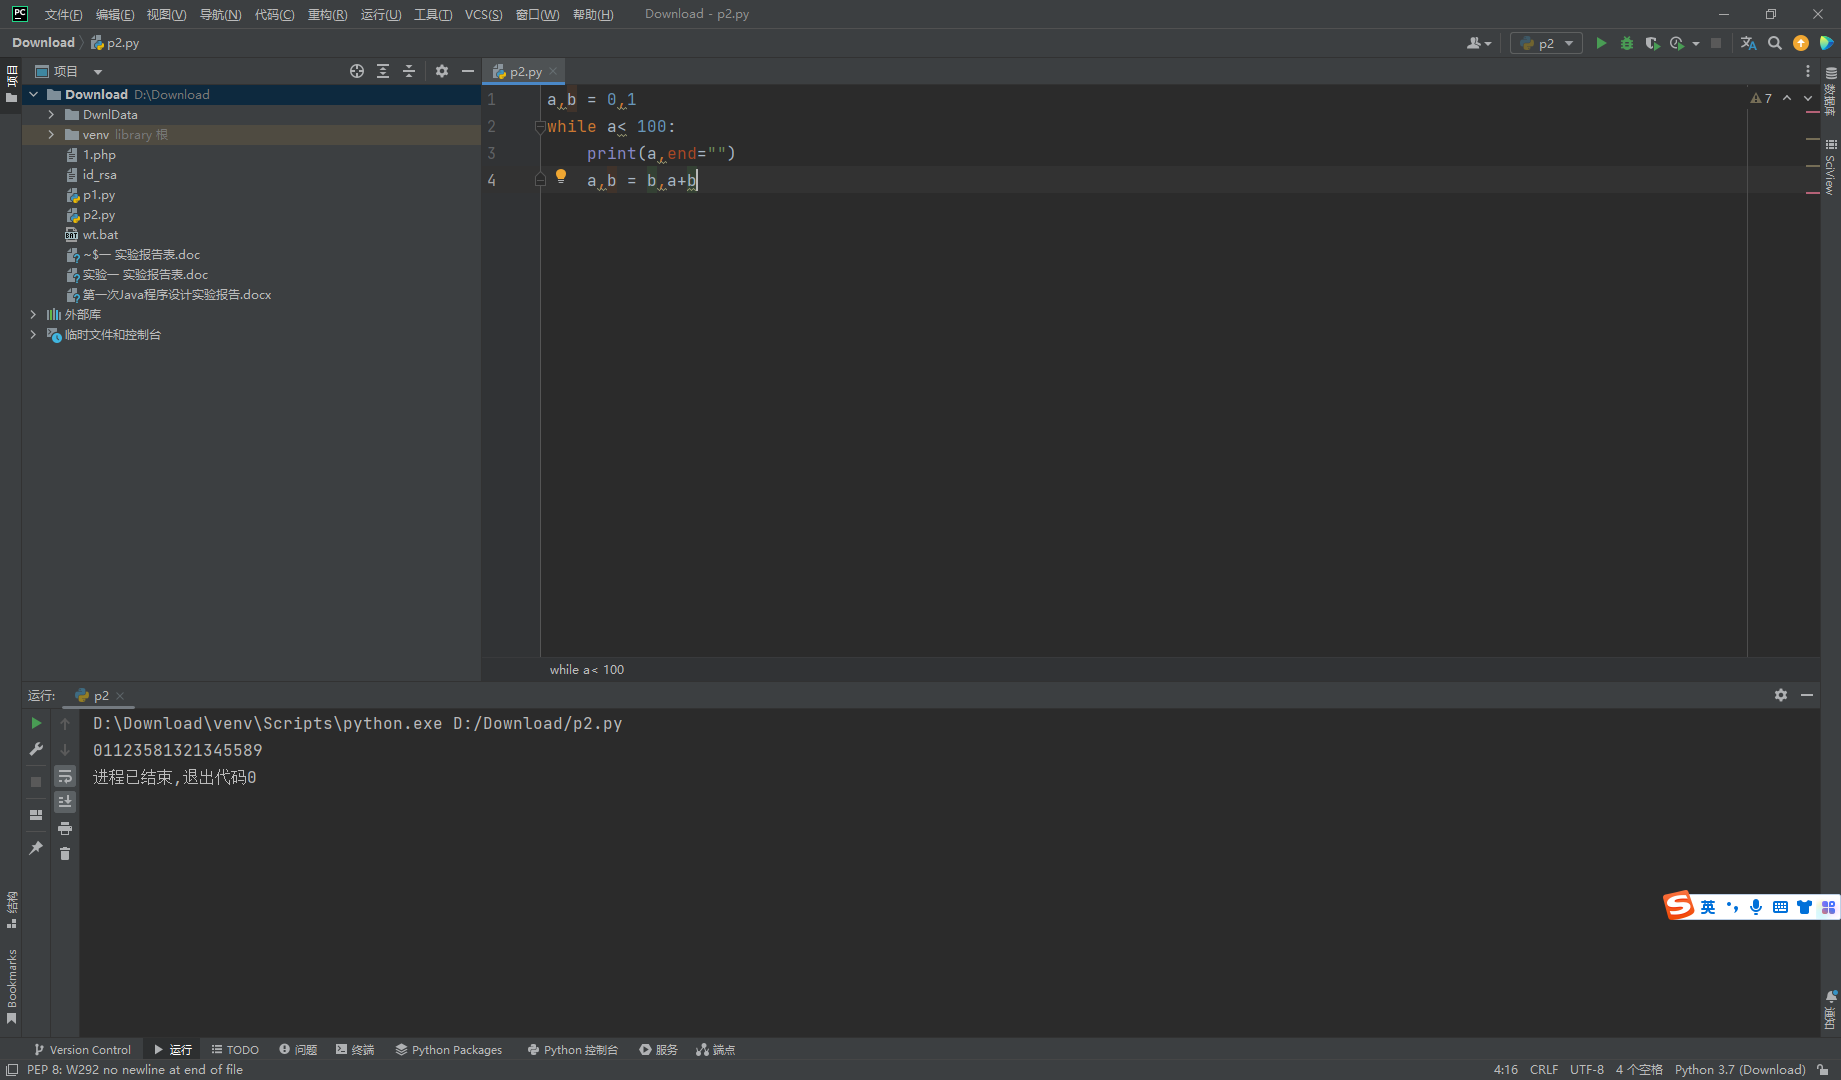 PC 文件(F) 编辑(E) 视图(V) 导航(N) 代码(C) 重构(R) 运行(U) 工具(T) VCS(S) 窗口(W) 帮助(H) Download - p2.py
Download p2.py p2
项目 项目 p2.py
Download D:\Download
DwnlData
venv library 根
1.php
id_rsa
p1.py
p2.py
wt.bat
~$一 实验报告表.doc
实验一 实验报告表.doc
第一次Java程序设计实验报告.docx
外部库
临时文件和控制台
1 a,b = 0,1
2 while a< 100:
3 print(a,end="")
4 a,b = b,a+b
7
数据库
SciView
while a< 100
运行: p2
D:\Download\venv\Scripts\python.exe D:/Download/p2.py
01123581321345589
进程已结束,退出代码0
结构
Bookmarks
英
通知
Version Control 运行 TODO 问题 终端 Python Packages Python 控制台 服务 端点
PEP 8: W292 no newline at end of file 4:16 CRLF UTF-8 4 个空格 Python 3.7 (Download)